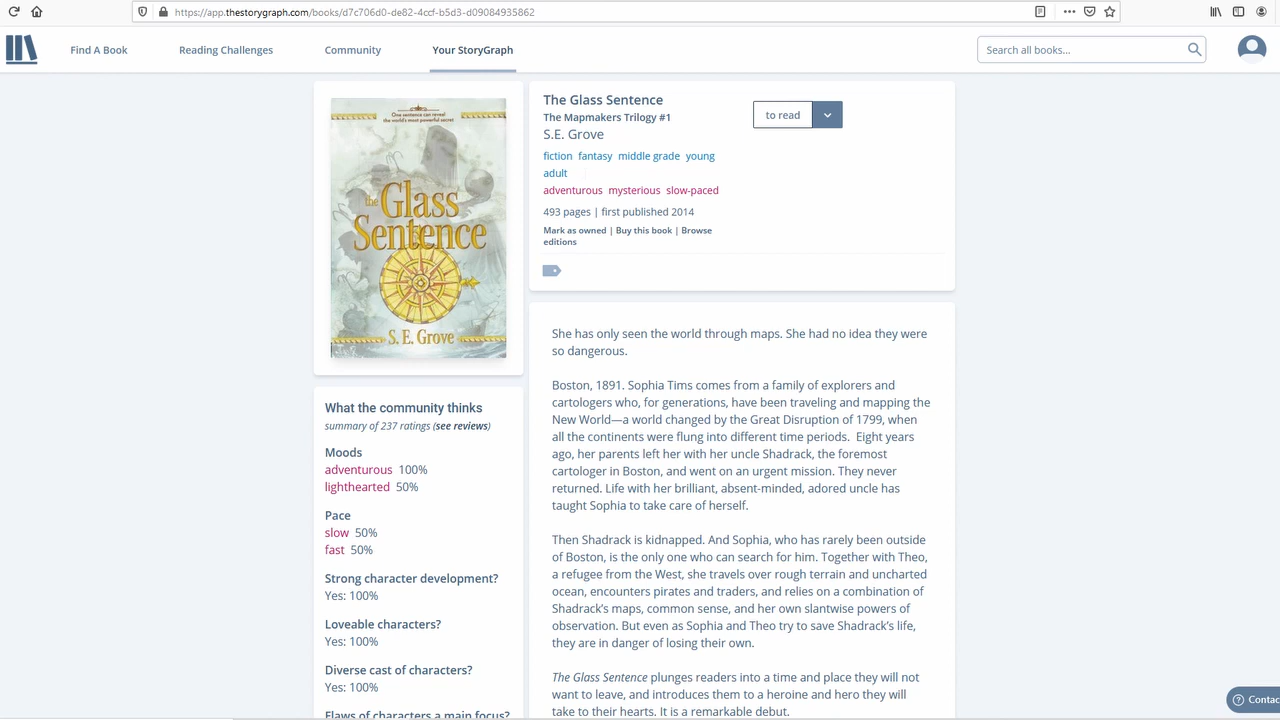 https://app.thestorygraph.com/books/d7c706d0-de82-4ccf-b5d3-d09084935862
Find A Book
Reading Challenges
Community
Your StoryGraph
Search all books...
One sentence can reveal
the world's most powerful secret
the Glass
Sentence
S. E. Grove
The Glass Sentence
The Mapmakers Trilogy #1
S.E. Grove
fiction fantasy middle grade young
adult
adventurous mysterious slow-paced
493 pages | first published 2014
Mark as owned | Buy this book | Browse
editions
to read
What the community thinks
summary of 237 ratings (see reviews)
Moods
adventurous 100%
lighthearted 50%
Pace
slow 50%
fast 50%
Strong character development?
Yes: 100%
Loveable characters?
Yes: 100%
Diverse cast of characters?
Yes: 100%
Flaws of characters a main focus?
She has only seen the world through maps. She had no idea they were
so dangerous.
Boston, 1891. Sophia Tims comes from a family of explorers and
cartologers who, for generations, have been traveling and mapping the
New World—a world changed by the Great Disruption of 1799, when
all the continents were flung into different time periods.  Eight years
ago, her parents left her with her uncle Shadrack, the foremost
cartologer in Boston, and went on an urgent mission. They never
returned. Life with her brilliant, absent-minded, adored uncle has
taught Sophia to take care of herself.
Then Shadrack is kidnapped. And Sophia, who has rarely been outside
of Boston, is the only one who can search for him. Together with Theo,
a refugee from the West, she travels over rough terrain and uncharted
ocean, encounters pirates and traders, and relies on a combination of
Shadrack's maps, common sense, and her own slantwise powers of
observation. But even as Sophia and Theo try to save Shadrack's life,
they are in danger of losing their own.
The Glass Sentence plunges readers into a time and place they will not
want to leave, and introduces them to a heroine and hero they will
take to their hearts. It is a remarkable debut.
Contac